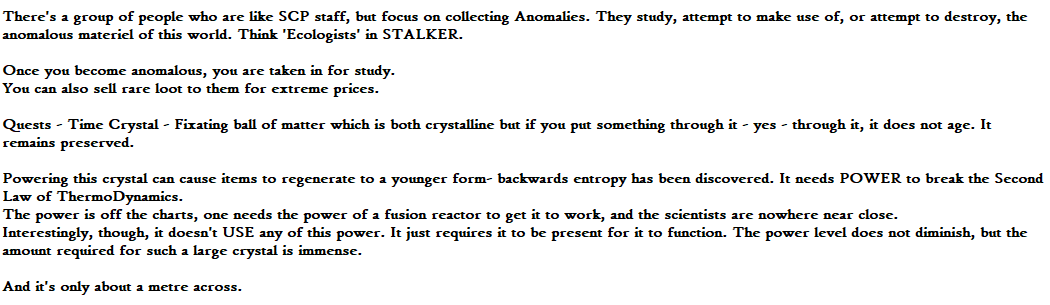 There's a group of people who are like SCP staff, but focus on collecting Anomalies. They study, attempt to make use of, or attempt to destroy, the
anomalous materiel of this world. Think 'Ecologists' in STALKER.
Once you become anomalous, you are taken in for study.
You can also sell rare loot to them for extreme prices.
Quests - Time Crystal - Fixating ball of matter which is both crystalline but if you put something through it - yes - through it, it does not age. It
remains preserved.
Powering this crystal can cause items to regenerate to a younger form- backwards entropy has been discovered. It needs POWER to break the Second
Law of ThermoDynamics.
The power is off the charts, one needs the power of a fusion reactor to get it to work, and the scientists are nowhere near close.
Interestingly, though, it doesn't USE any of this power. It just requires it to be present for it to function. The power level does not diminish, but the
amount required for such a large crystal is immense.
And it's only about a metre across.